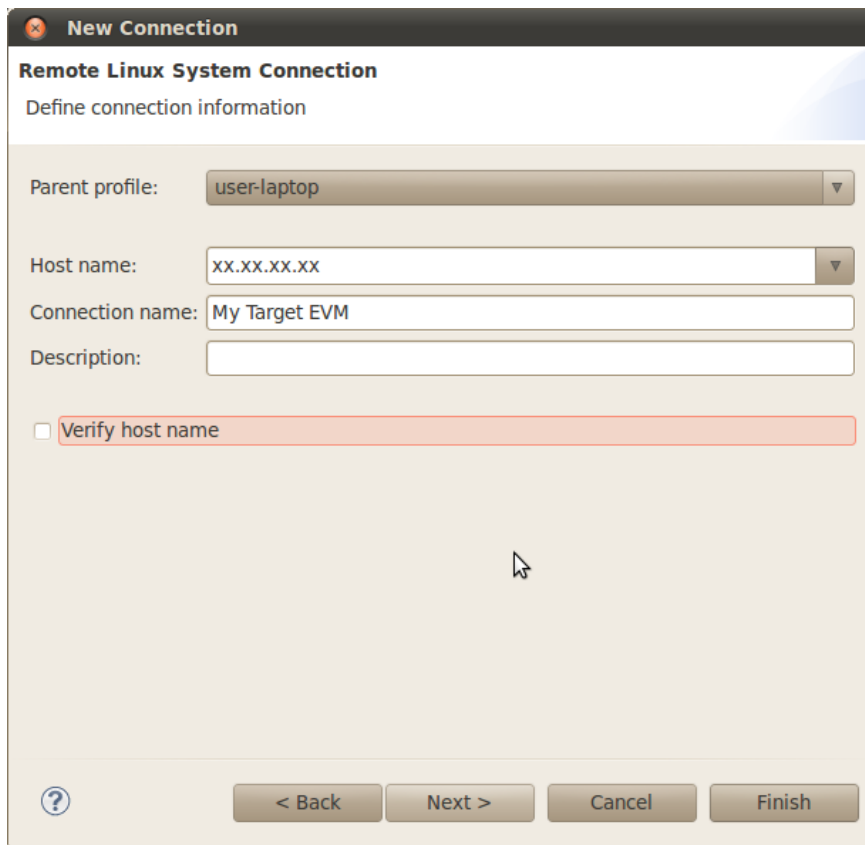 New Connection
Remote Linux System Connection
Define connection information
Parent profile: user-laptop
Host name: xx.xx.xx.xx
Connection name: My Target EVM
Description:
Verify host name
? < Back Next > Cancel Finish